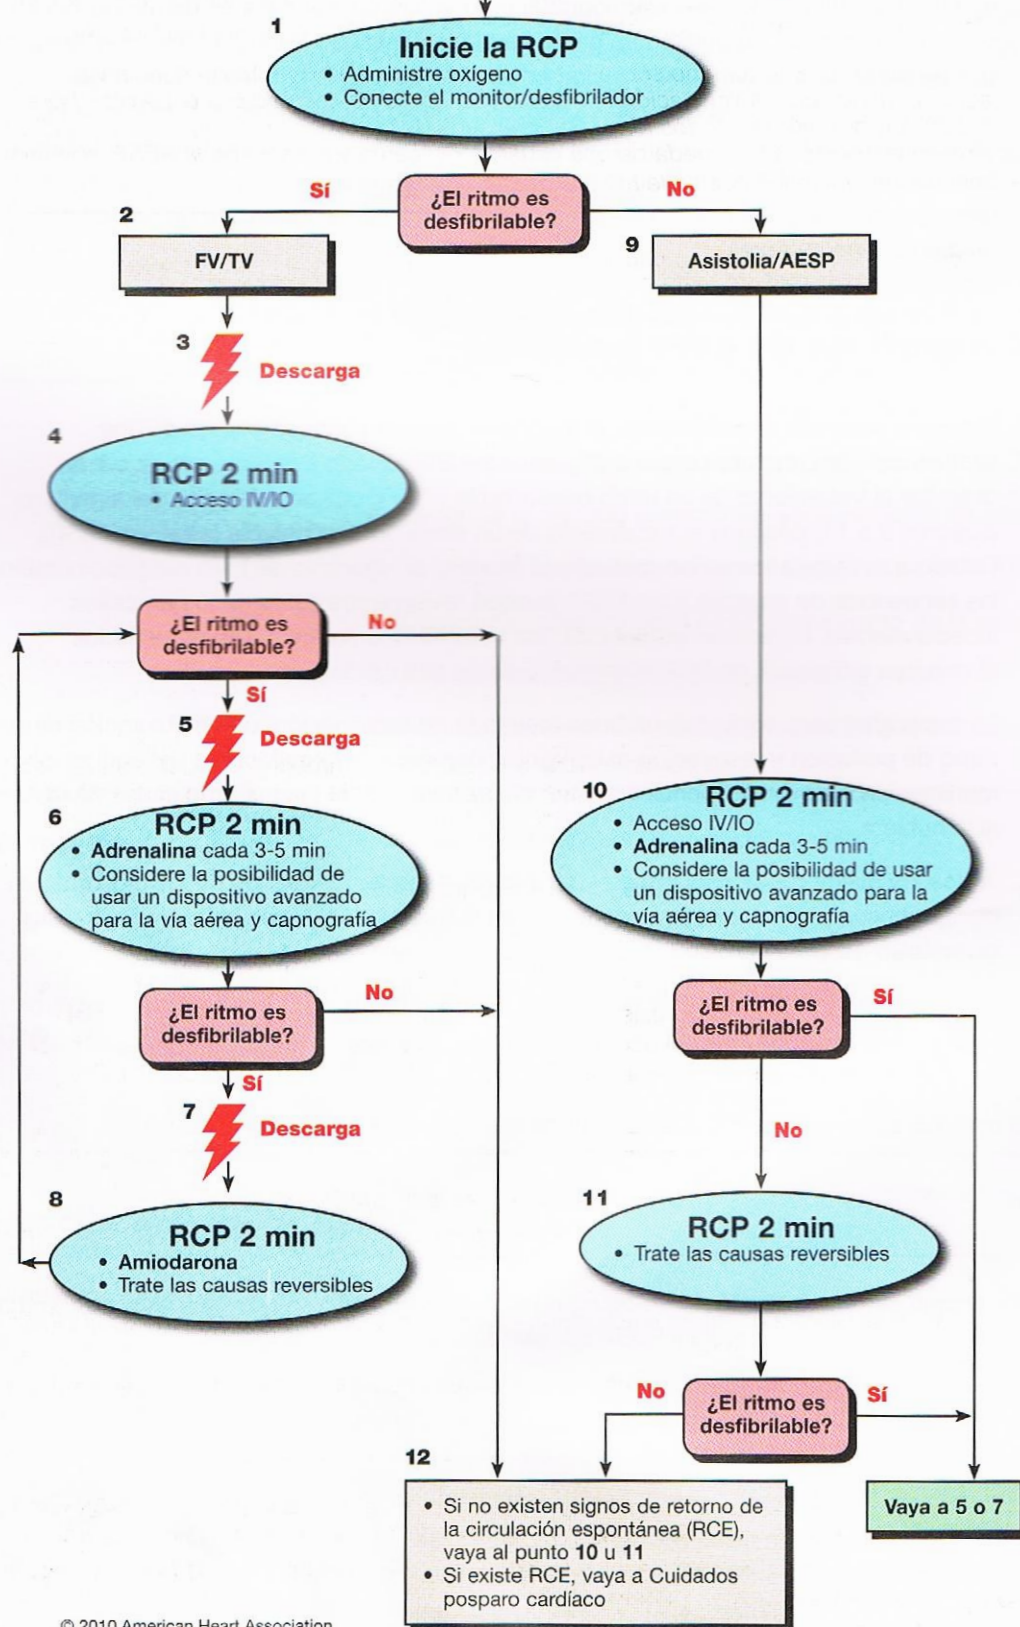 1
Inicie la RCP
• Administre oxígeno
• Conecte el monitor/desfibrilador
¿El ritmo es
desfibrilable?
Sí
No
2
FV/TV
9
Asistolia/AESP
3
Descarga
4
RCP 2 min
• Acceso IV/IO
¿El ritmo es
desfibrilable?
No
Sí
5
Descarga
6
RCP 2 min
• Adrenalina cada 3-5 min
• Considere la posibilidad de
usar un dispositivo avanzado
para la vía aérea y capnografía
¿El ritmo es
desfibrilable?
No
Sí
7
Descarga
8
RCP 2 min
• Amiodarona
• Trate las causas reversibles
10
RCP 2 min
• Acceso IV/IO
• Adrenalina cada 3-5 min
• Considere la posibilidad de usar
un dispositivo avanzado para la
vía aérea y capnografía
¿El ritmo es
desfibrilable?
Sí
No
11
RCP 2 min
• Trate las causas reversibles
¿El ritmo es
desfibrilable?
No
Sí
12
• Si no existen signos de retorno de
la circulación espontánea (RCE),
vaya al punto 10 u 11
• Si existe RCE, vaya a Cuidados
posparo cardíaco
Vaya a 5 o 7
© 2010 American Heart Association